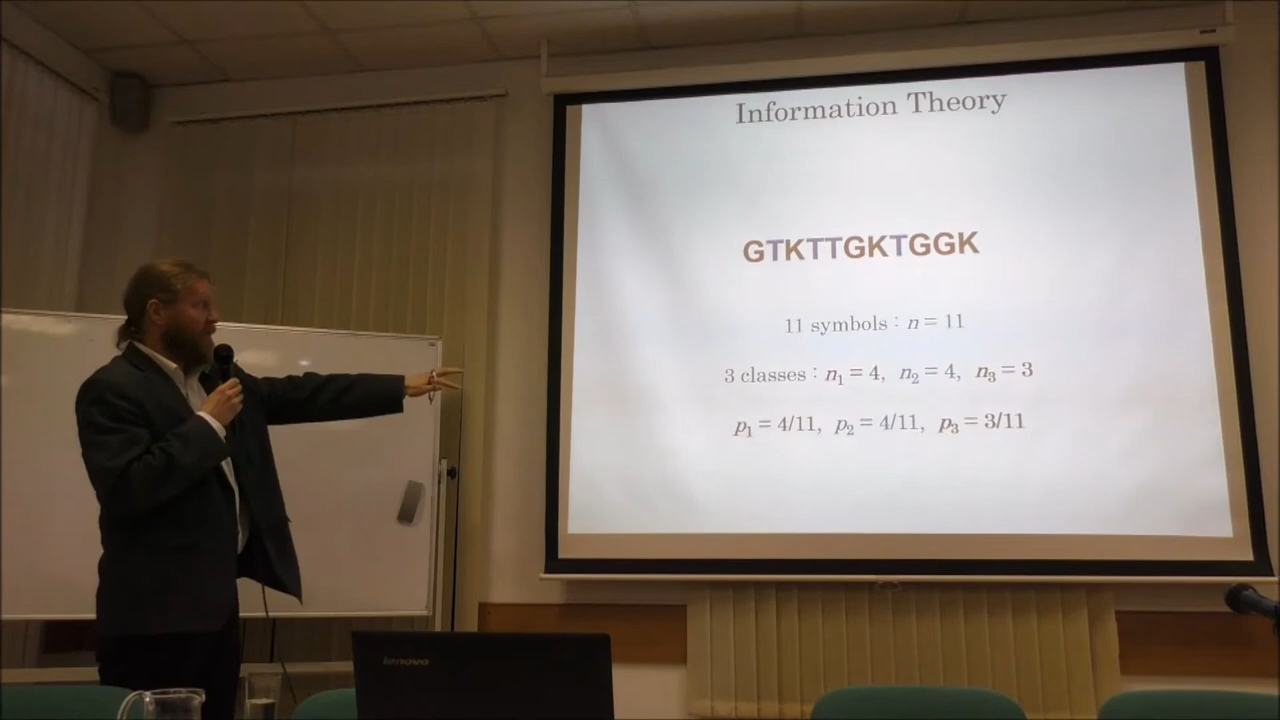 Information Theory
GTKTTGKTGGK
11 symbols : n = 11
3 classes : n₁ = 4, n₂ = 4, n₃ = 3
p₁ = 4/11, p₂ = 4/11, p₃ = 3/11
lenovo